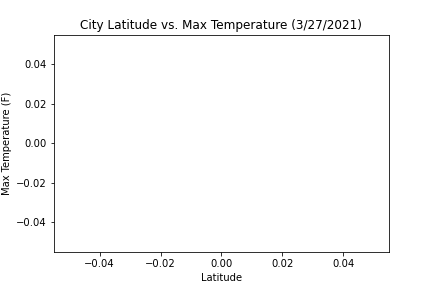 City Latitude vs. Max Temperature (3/27/2021)
Max Temperature (F)
0.04
0.02
0.00
−0.02
−0.04
−0.04 −0.02 0.00 0.02 0.04
Latitude